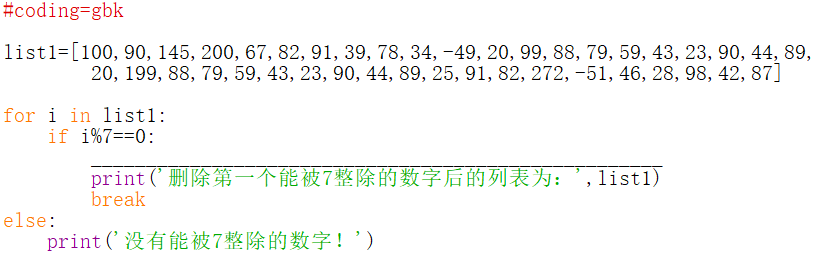 #coding=gbk
list1=[100,90,145,200,67,82,91,39,78,34,-49,20,99,88,79,59,43,23,90,44,89,
20,199,88,79,59,43,23,90,44,89,25,91,82,272,-51,46,28,98,42,87]
for i in list1:
if i%7==0:
print('删除第一个能被7整除的数字后的列表为：',list1)
break
else:
print('没有能被7整除的数字！')